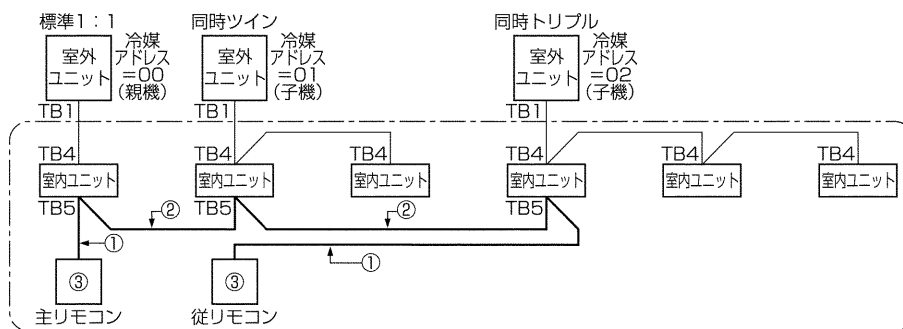 標準1：1
室外
ユニット
冷媒
アドレス
=00
(親機)
TB1
同時ツイン
室外
ユニット
冷媒
アドレス
=01
(子機)
TB1
同時トリプル
室外
ユニット
冷媒
アドレス
=02
(子機)
TB1
TB4
室内ユニット
TB5
TB4
室内ユニット
TB5
TB4
室内ユニット
TB4
室内ユニット
TB5
TB4
室内ユニット
TB4
室内ユニット
②
②
①
①
③
主リモコン
③
従リモコン